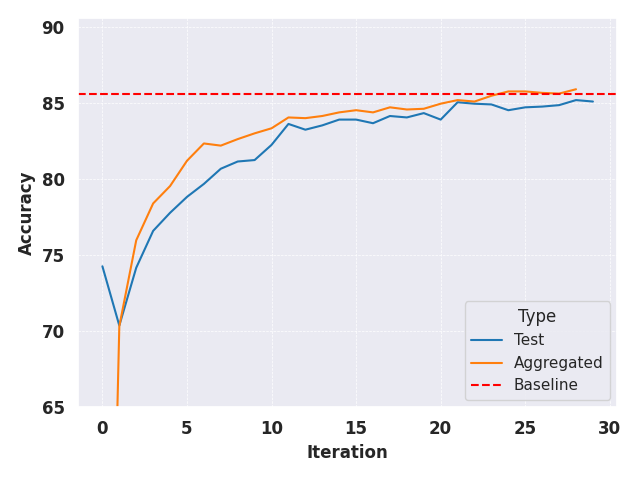 90
85
80
75
70
65
Accuracy
0 5 10 15 20 25 30
Iteration
Type
Test
Aggregated
Baseline